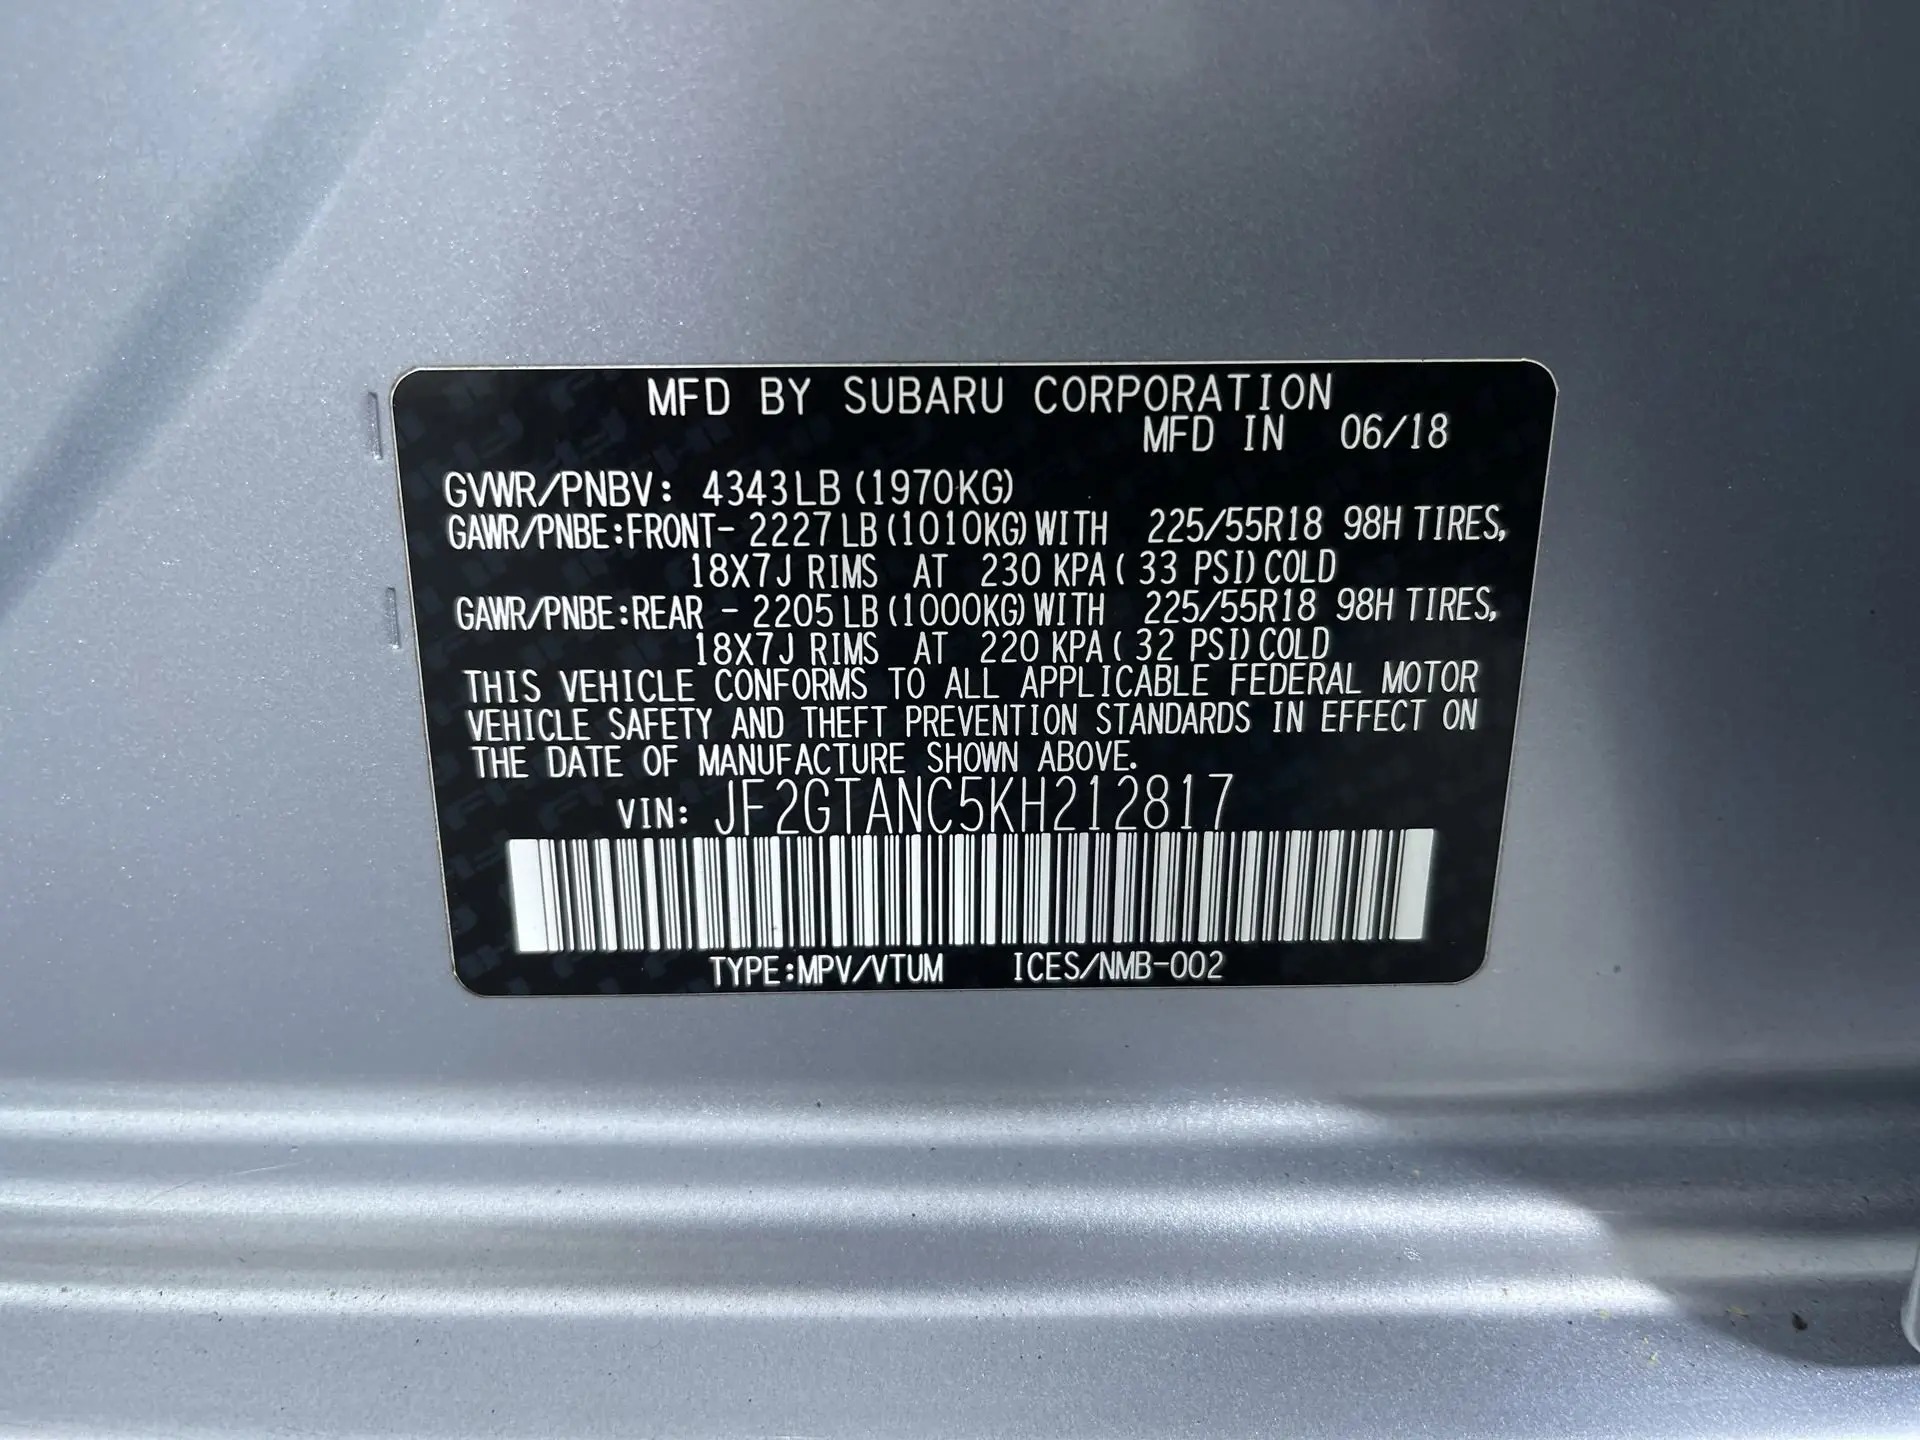 MFD BY SUBARU CORPORATION
MFD IN 06/18
GVWR/PNBV: 4343LB (1970KG)
GAWR/PNBE:FRONT- 2227LB (1010KG) WITH 225/55R18 98H TIRES,
18X7J RIMS AT 230 KPA ( 33 PSI) COLD
GAWR/PNBE:REAR - 2205LB (1000KG) WITH 225/55R18 98H TIRES,
18X7J RIMS AT 220 KPA ( 32 PSI) COLD
THIS VEHICLE CONFORMS TO ALL APPLICABLE FEDERAL MOTOR
VEHICLE SAFETY AND THEFT PREVENTION STANDARDS IN EFFECT ON
THE DATE OF MANUFACTURE SHOWN ABOVE.
VIN: JF2GTANC5KH212817
TYPE:MPV/VTUM ICES/NMB-002